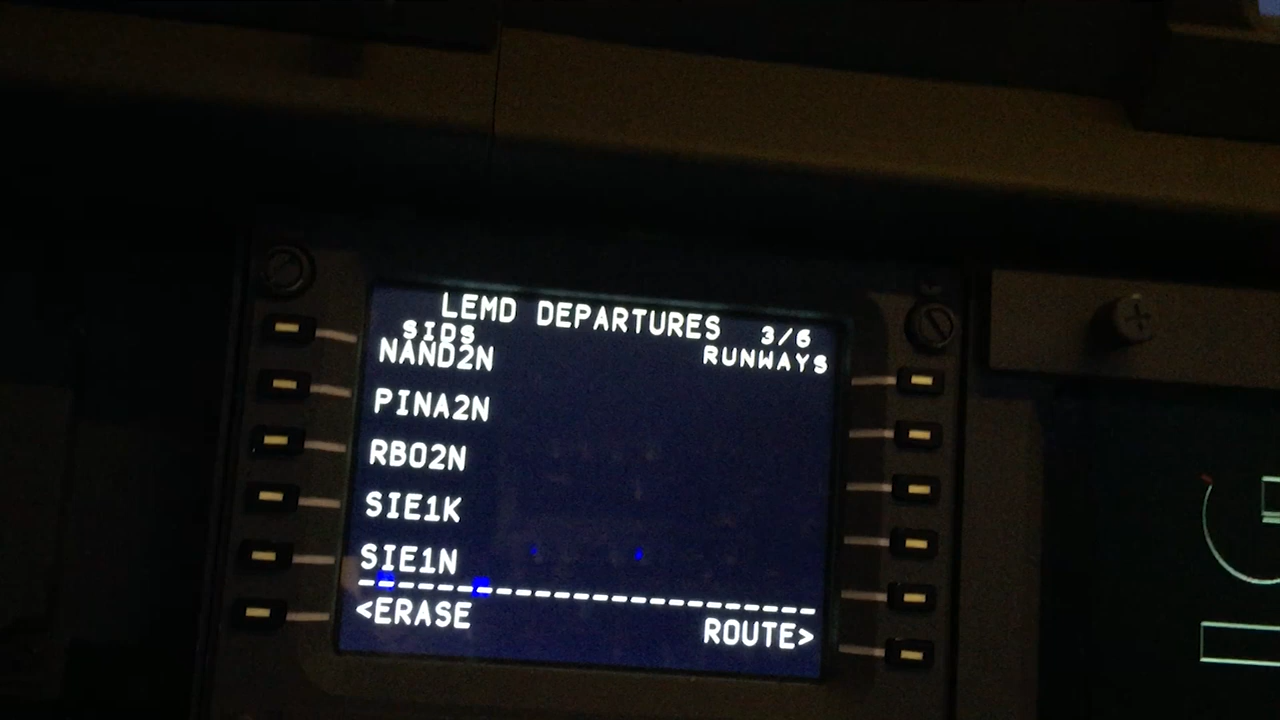 LEMD DEPARTURES 3/6
SIDS RUNWAYS
NAND2N
PINA2N
RBO2N
SIE1K
SIE1N
<ERASE ROUTE>